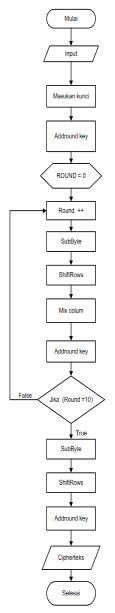 Mulai
Input
Masukan kunci
Addround key
ROUND = 0
Round ++
SubByte
ShiftRows
Mix colum
Addround key
Jika (Round =10)
False
True
SubByte
ShiftRows
Addround key
Cipherteks
Selesai